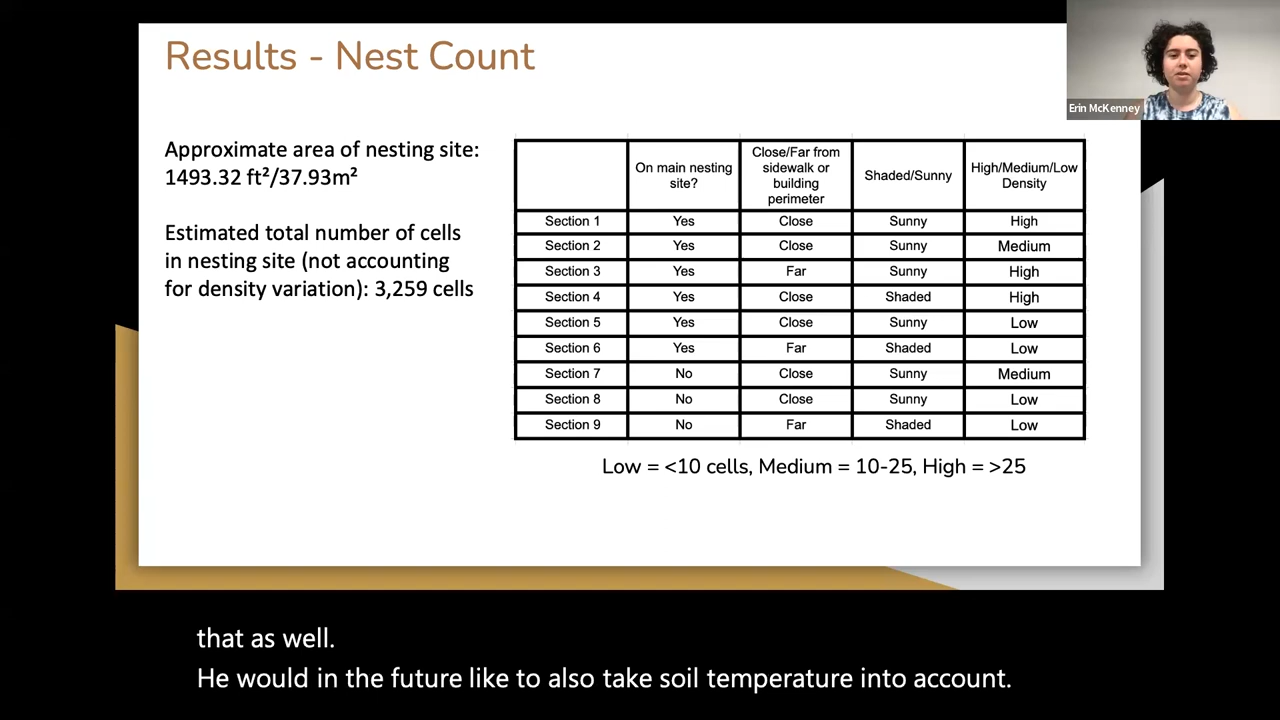 Results - Nest Count
Erin McKenney
Approximate area of nesting site:
1493.32 ft²/37.93m²
Estimated total number of cells
in nesting site (not accounting
for density variation): 3,259 cells
On main nesting
site?
Close/Far from
sidewalk or
building
perimeter
Shaded/Sunny
High/Medium/Low
Density
Section 1 Yes Close Sunny High
Section 2 Yes Close Sunny Medium
Section 3 Yes Far Sunny High
Section 4 Yes Close Shaded High
Section 5 Yes Close Sunny Low
Section 6 Yes Far Shaded Low
Section 7 No Close Sunny Medium
Section 8 No Close Sunny Low
Section 9 No Far Shaded Low
Low = <10 cells, Medium = 10-25, High = >25
that as well.
He would in the future like to also take soil temperature into account.